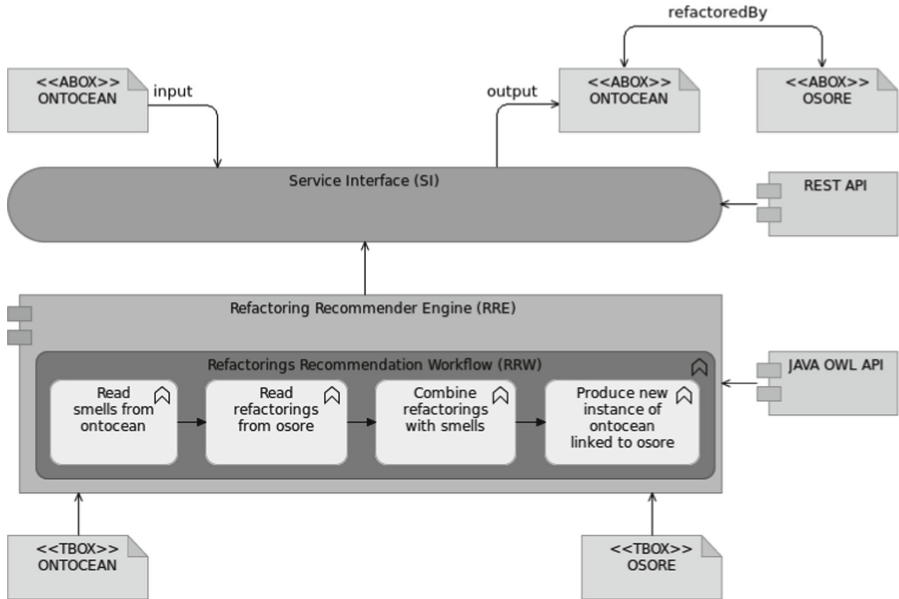 refactoredBy
<<ABOX>>
ONTOCEAN
input
output
<<ABOX>>
ONTOCEAN
<<ABOX>>
OSORE
Service Interface (SI)
REST API
Refactoring Recommender Engine (RRE)
Refactorings Recommendation Workflow (RRW)
JAVA OWL API
Read
smells from
ontocean
Read
refactorings
from osore
Combine
refactorings
with smells
Produce new
instance of
ontocean
linked to osore
<<TBOX>>
ONTOCEAN
<<TBOX>>
OSORE